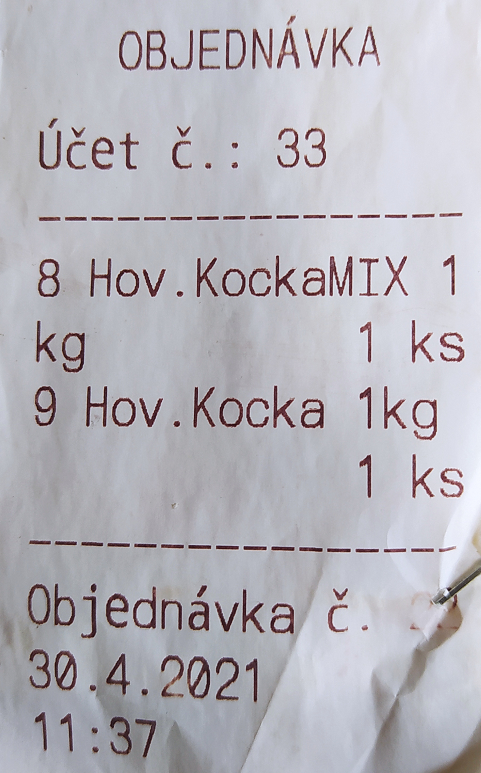 OBJEDNÁVKA
Účet č.: 33
--------------------
8 Hov.KockaMIX 1
kg 1 ks
9 Hov.Kocka 1kg
1 ks
--------------------
Objednávka č.
30.4.2021
11:37